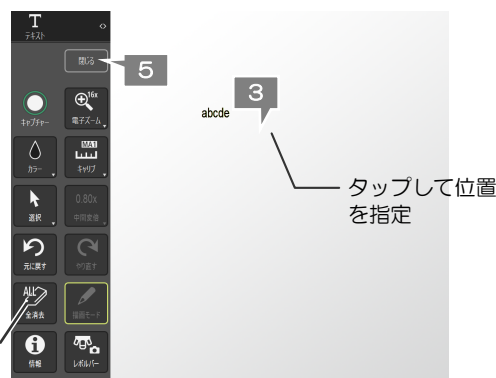 T
テキスト
閉じる
5
キャプチャー
16x
電子ズーム
abcde
3
カラー
MA1
キャリブ
タップして位置
を指定
選択
0.80x
中間変倍
元に戻す
やり直す
ALL
全消去
描画モード
i
情報
レボルバー